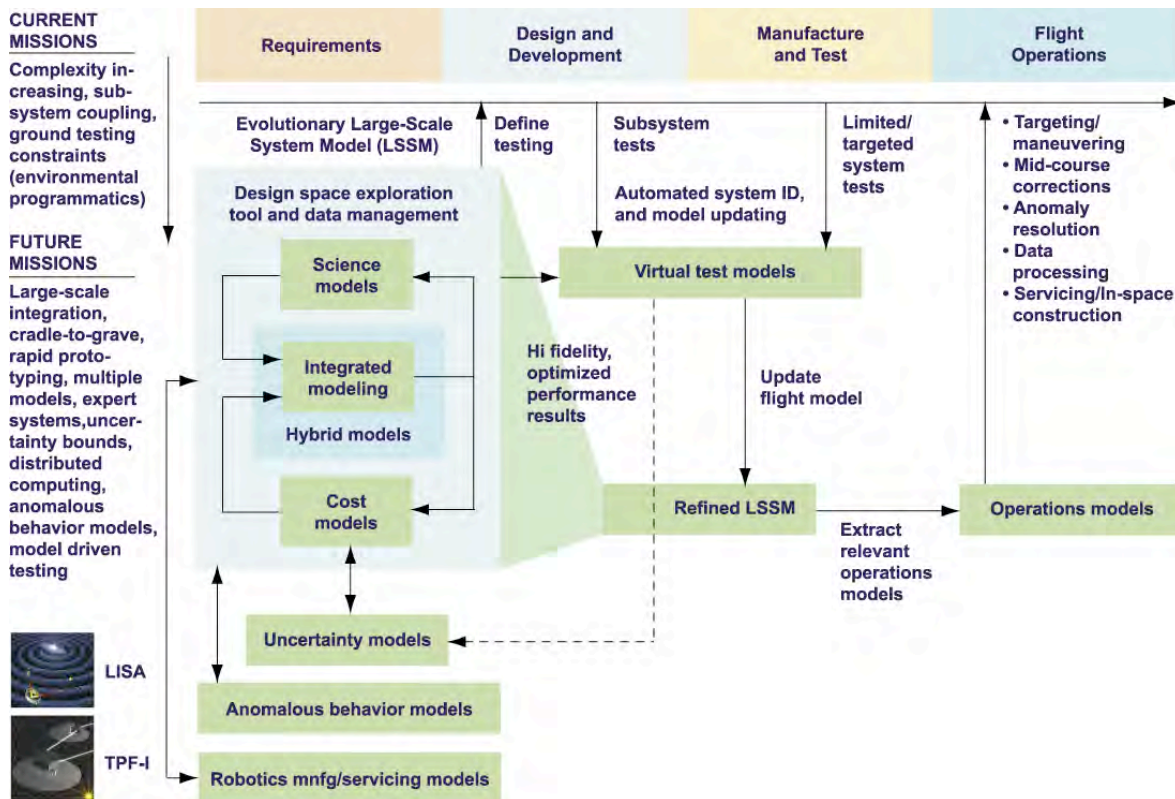 CURRENT
MISSIONS
Complexity in-
creasing, sub-
system coupling,
ground testing
constraints
(environmental
programmatics)
FUTURE
MISSIONS
Large-scale
integration,
cradle-to-grave,
rapid proto-
typing, multiple
models, expert
systems,uncer-
tainty bounds,
distributed
computing,
anomalous
behavior models,
model driven
testing
LISA
TPF-I
Requirements
Design and
Development
Manufacture
and Test
Flight
Operations
Evolutionary Large-Scale
System Model (LSSM)
Define
testing
Subsystem
tests
Limited/
targeted
system
tests
• Targeting/
maneuvering
• Mid-course
corrections
• Anomaly
resolution
• Data
processing
• Servicing/In-space
construction
Design space exploration
tool and data management
Automated system ID,
and model updating
Science
models
Virtual test models
Integrated
modeling
Hybrid models
Hi fidelity,
optimized
performance
results
Update
flight model
Cost
models
Refined LSSM
Operations models
Extract
relevant
operations
models
Uncertainty models
Anomalous behavior models
Robotics mnfg/servicing models